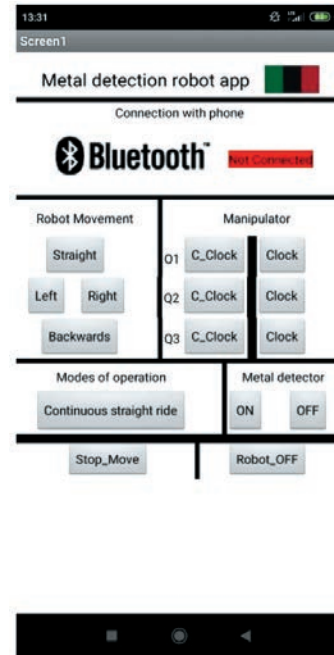 13:31
Screen1
Metal detection robot app
Connection with phone
Bluetooth™
Not Connected
Robot Movement
Manipulator
Straight
Q1 C_Clock Clock
Left Right
Q2 C_Clock Clock
Backwards
Q3 C_Clock Clock
Modes of operation
Metal detector
Continuous straight ride
ON OFF
Stop_Move
Robot_OFF